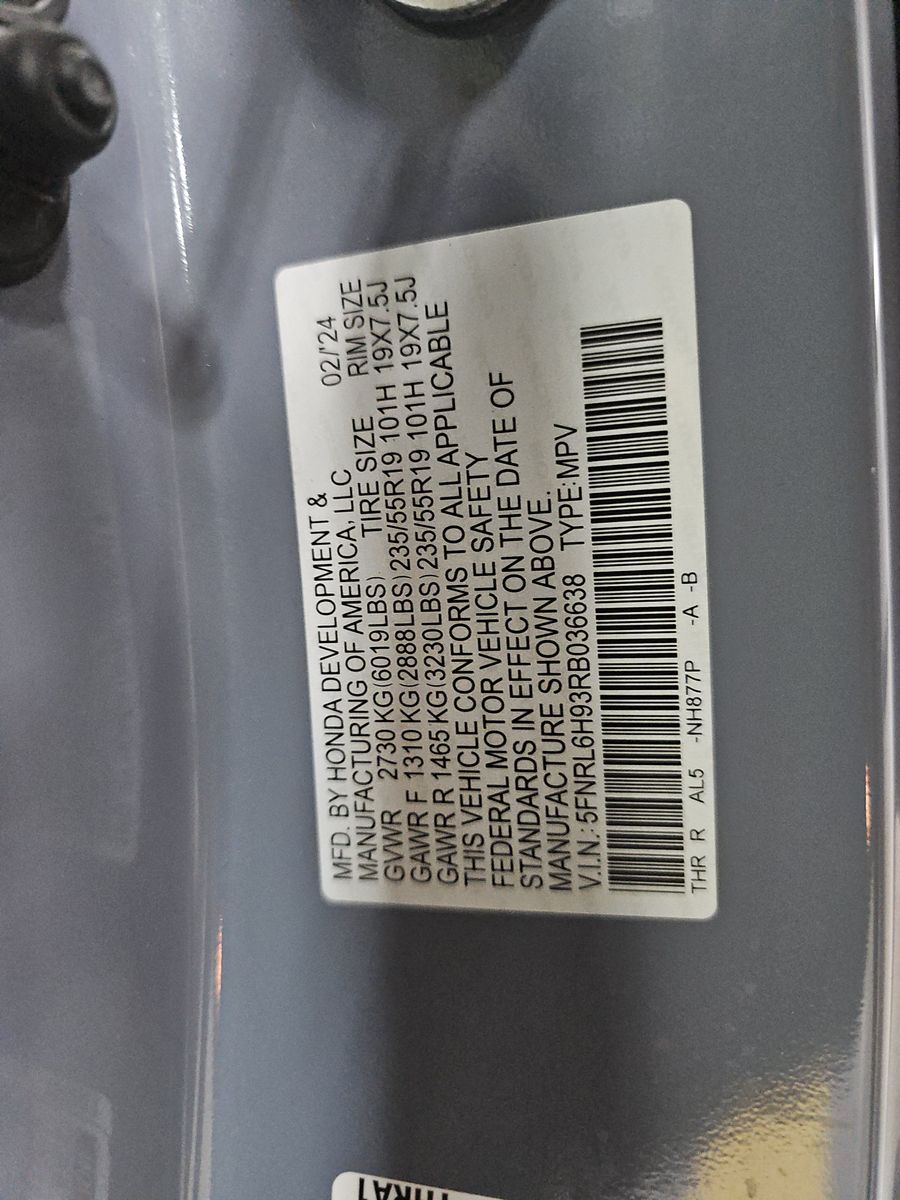 MFD. BY HONDA DEVELOPMENT & 02/'24
MANUFACTURING OF AMERICA, LLC
TIRE SIZE RIM SIZE
GVWR 2730 KG(6019LBS)
GAWR F 1310 KG(2888LBS)235/55R19 101H 19X7.5J
GAWR R 1465 KG(3230LBS)235/55R19 101H 19X7.5J
THIS VEHICLE CONFORMS TO ALL APPLICABLE
FEDERAL MOTOR VEHICLE SAFETY
STANDARDS IN EFFECT ON THE DATE OF
MANUFACTURE SHOWN ABOVE.
V.I.N.: 5FNRL6H93RB036638 TYPE:MPV
THR R AL5 -NH877P -A -B